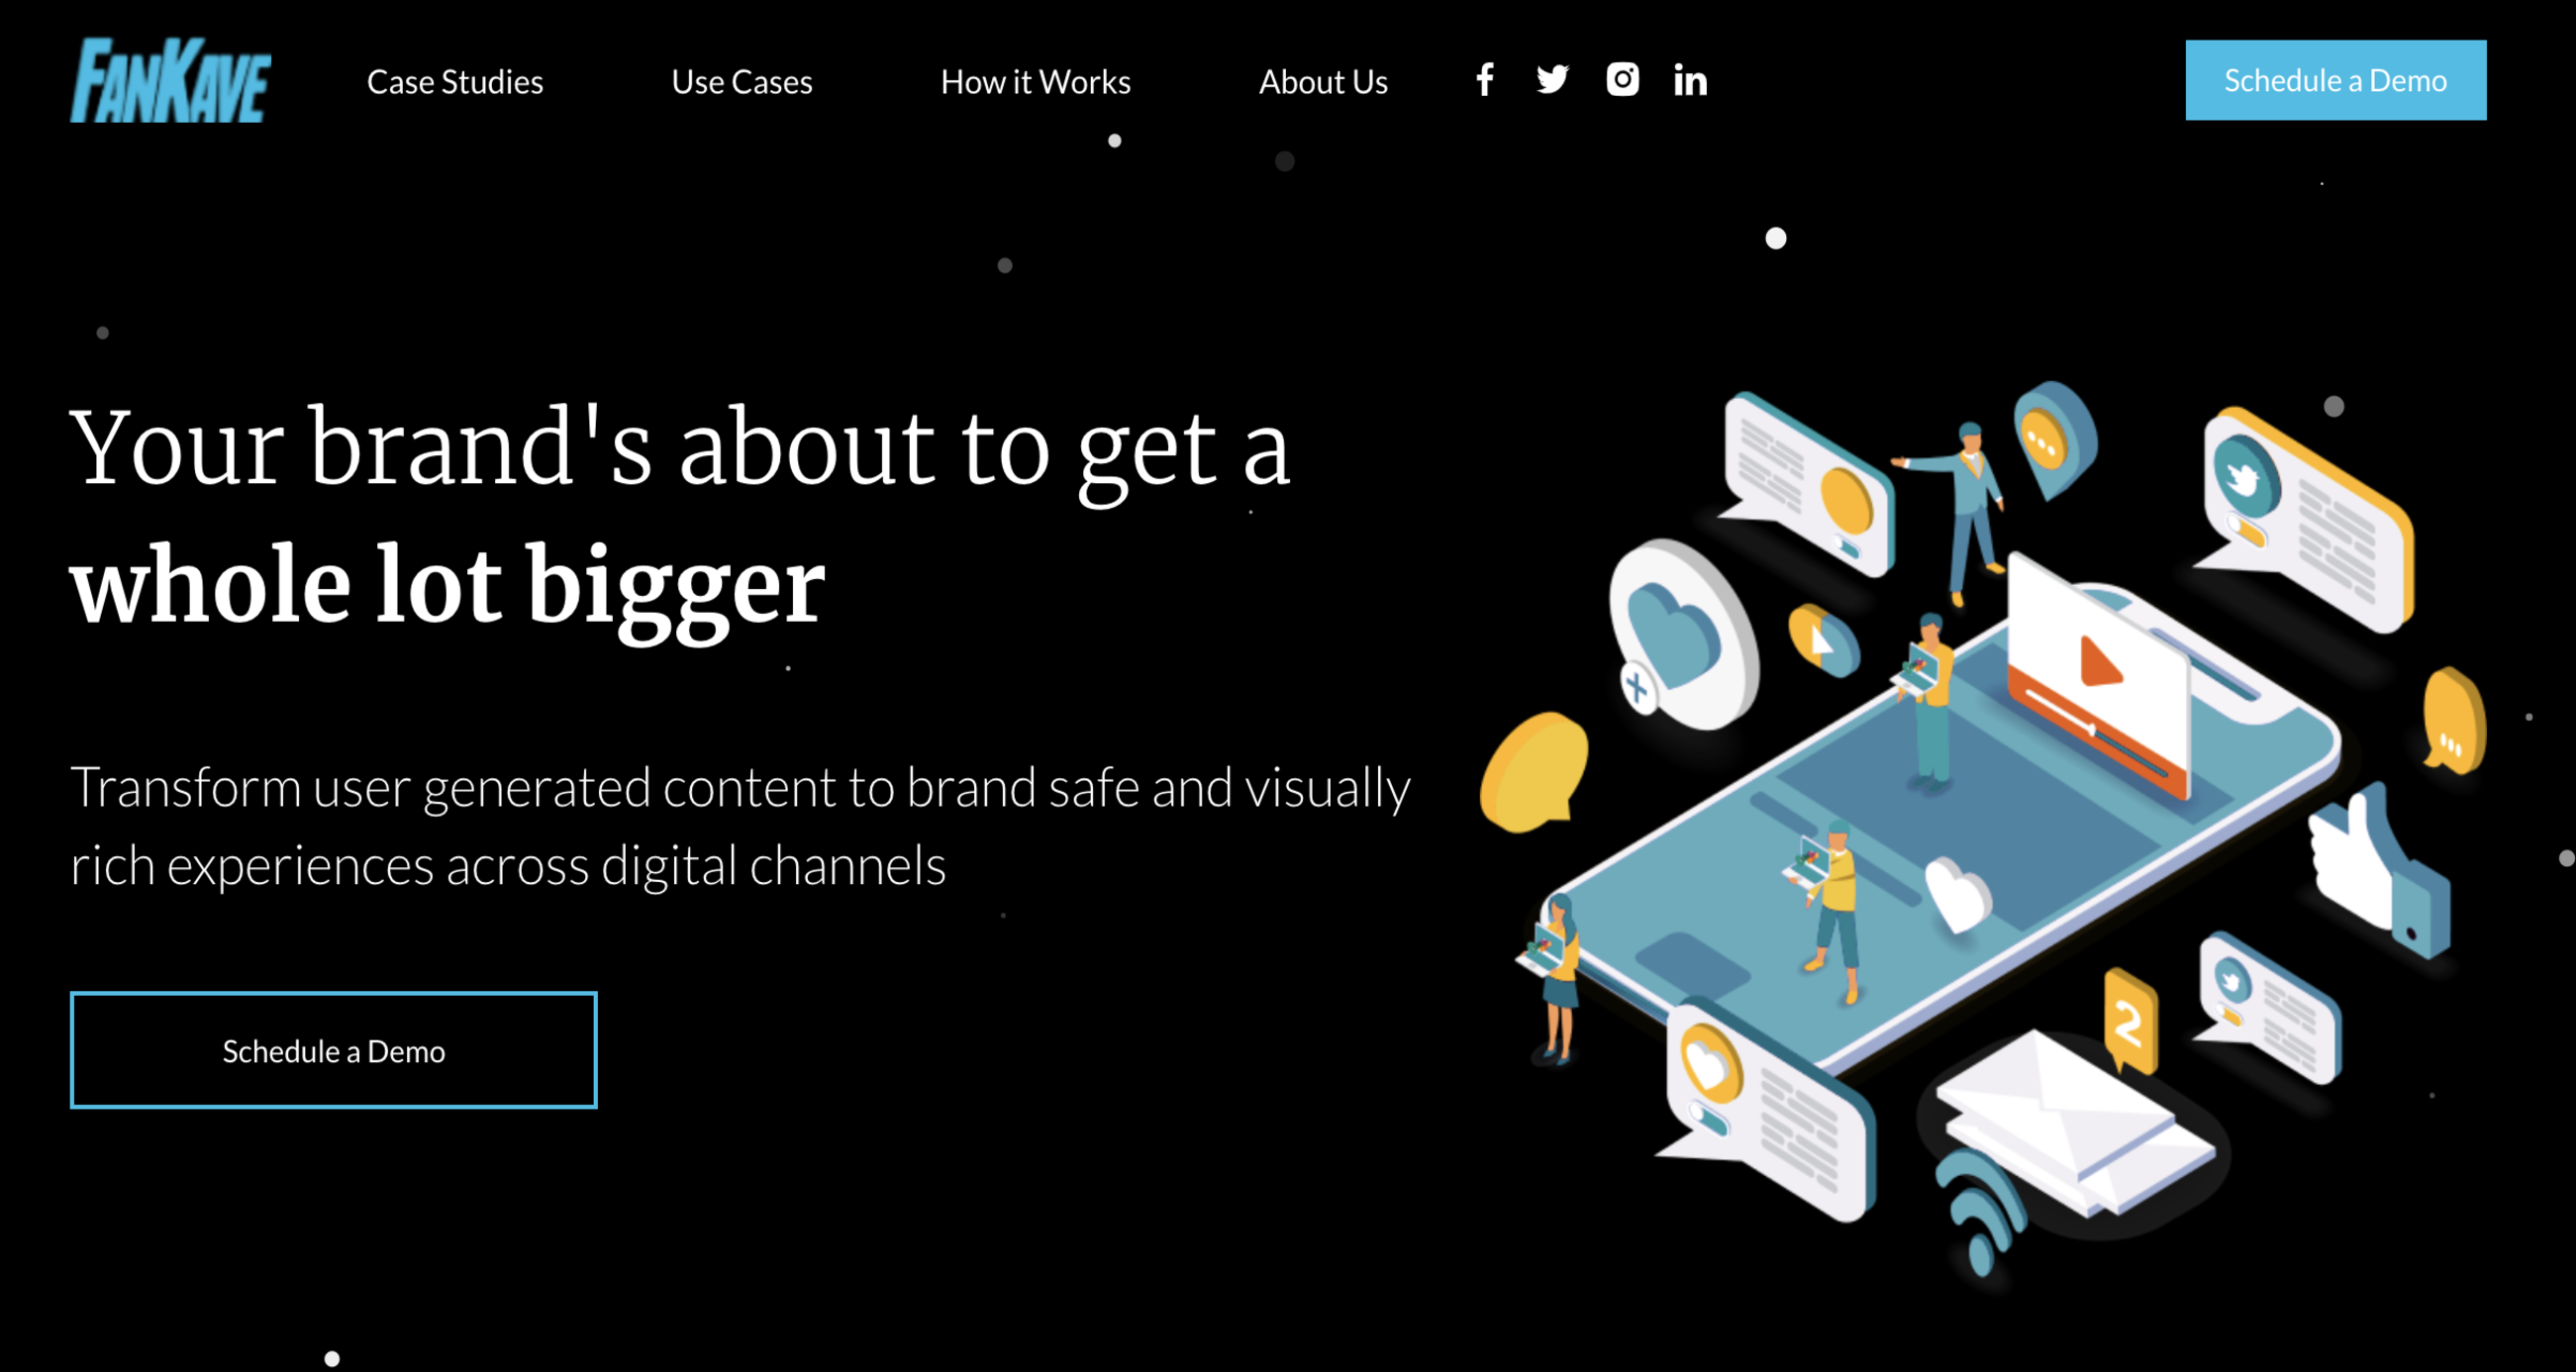 FANKAVE
Case Studies
Use Cases
How it Works
About Us
Schedule a Demo
Your brand's about to get a
whole lot bigger
Transform user generated content to brand safe and visually
rich experiences across digital channels
Schedule a Demo
2